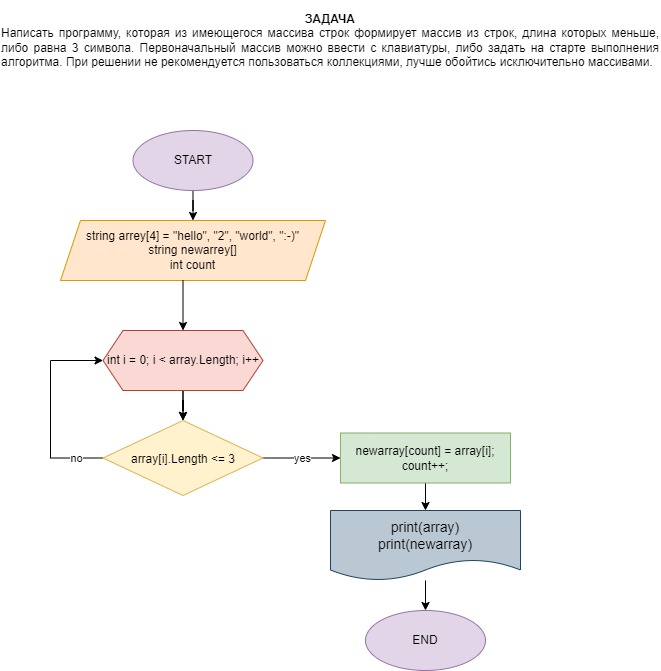 ЗАДАЧА
Написать программу, которая из имеющегося массива строк формирует массив из строк, длина которых меньше,
либо равна 3 символа. Первоначальный массив можно ввести с клавиатуры, либо задать на старте выполнения
алгоритма. При решении не рекомендуется пользоваться коллекциями, лучше обойтись исключительно массивами.
START
string arrey[4] = "hello", "2", "world", ":-)"
string newarrey[]
int count
int i = 0; i < array.Length; i++
array[i].Length <= 3
no
yes
newarray[count] = array[i];
count++;
print(array)
print(newarray)
END